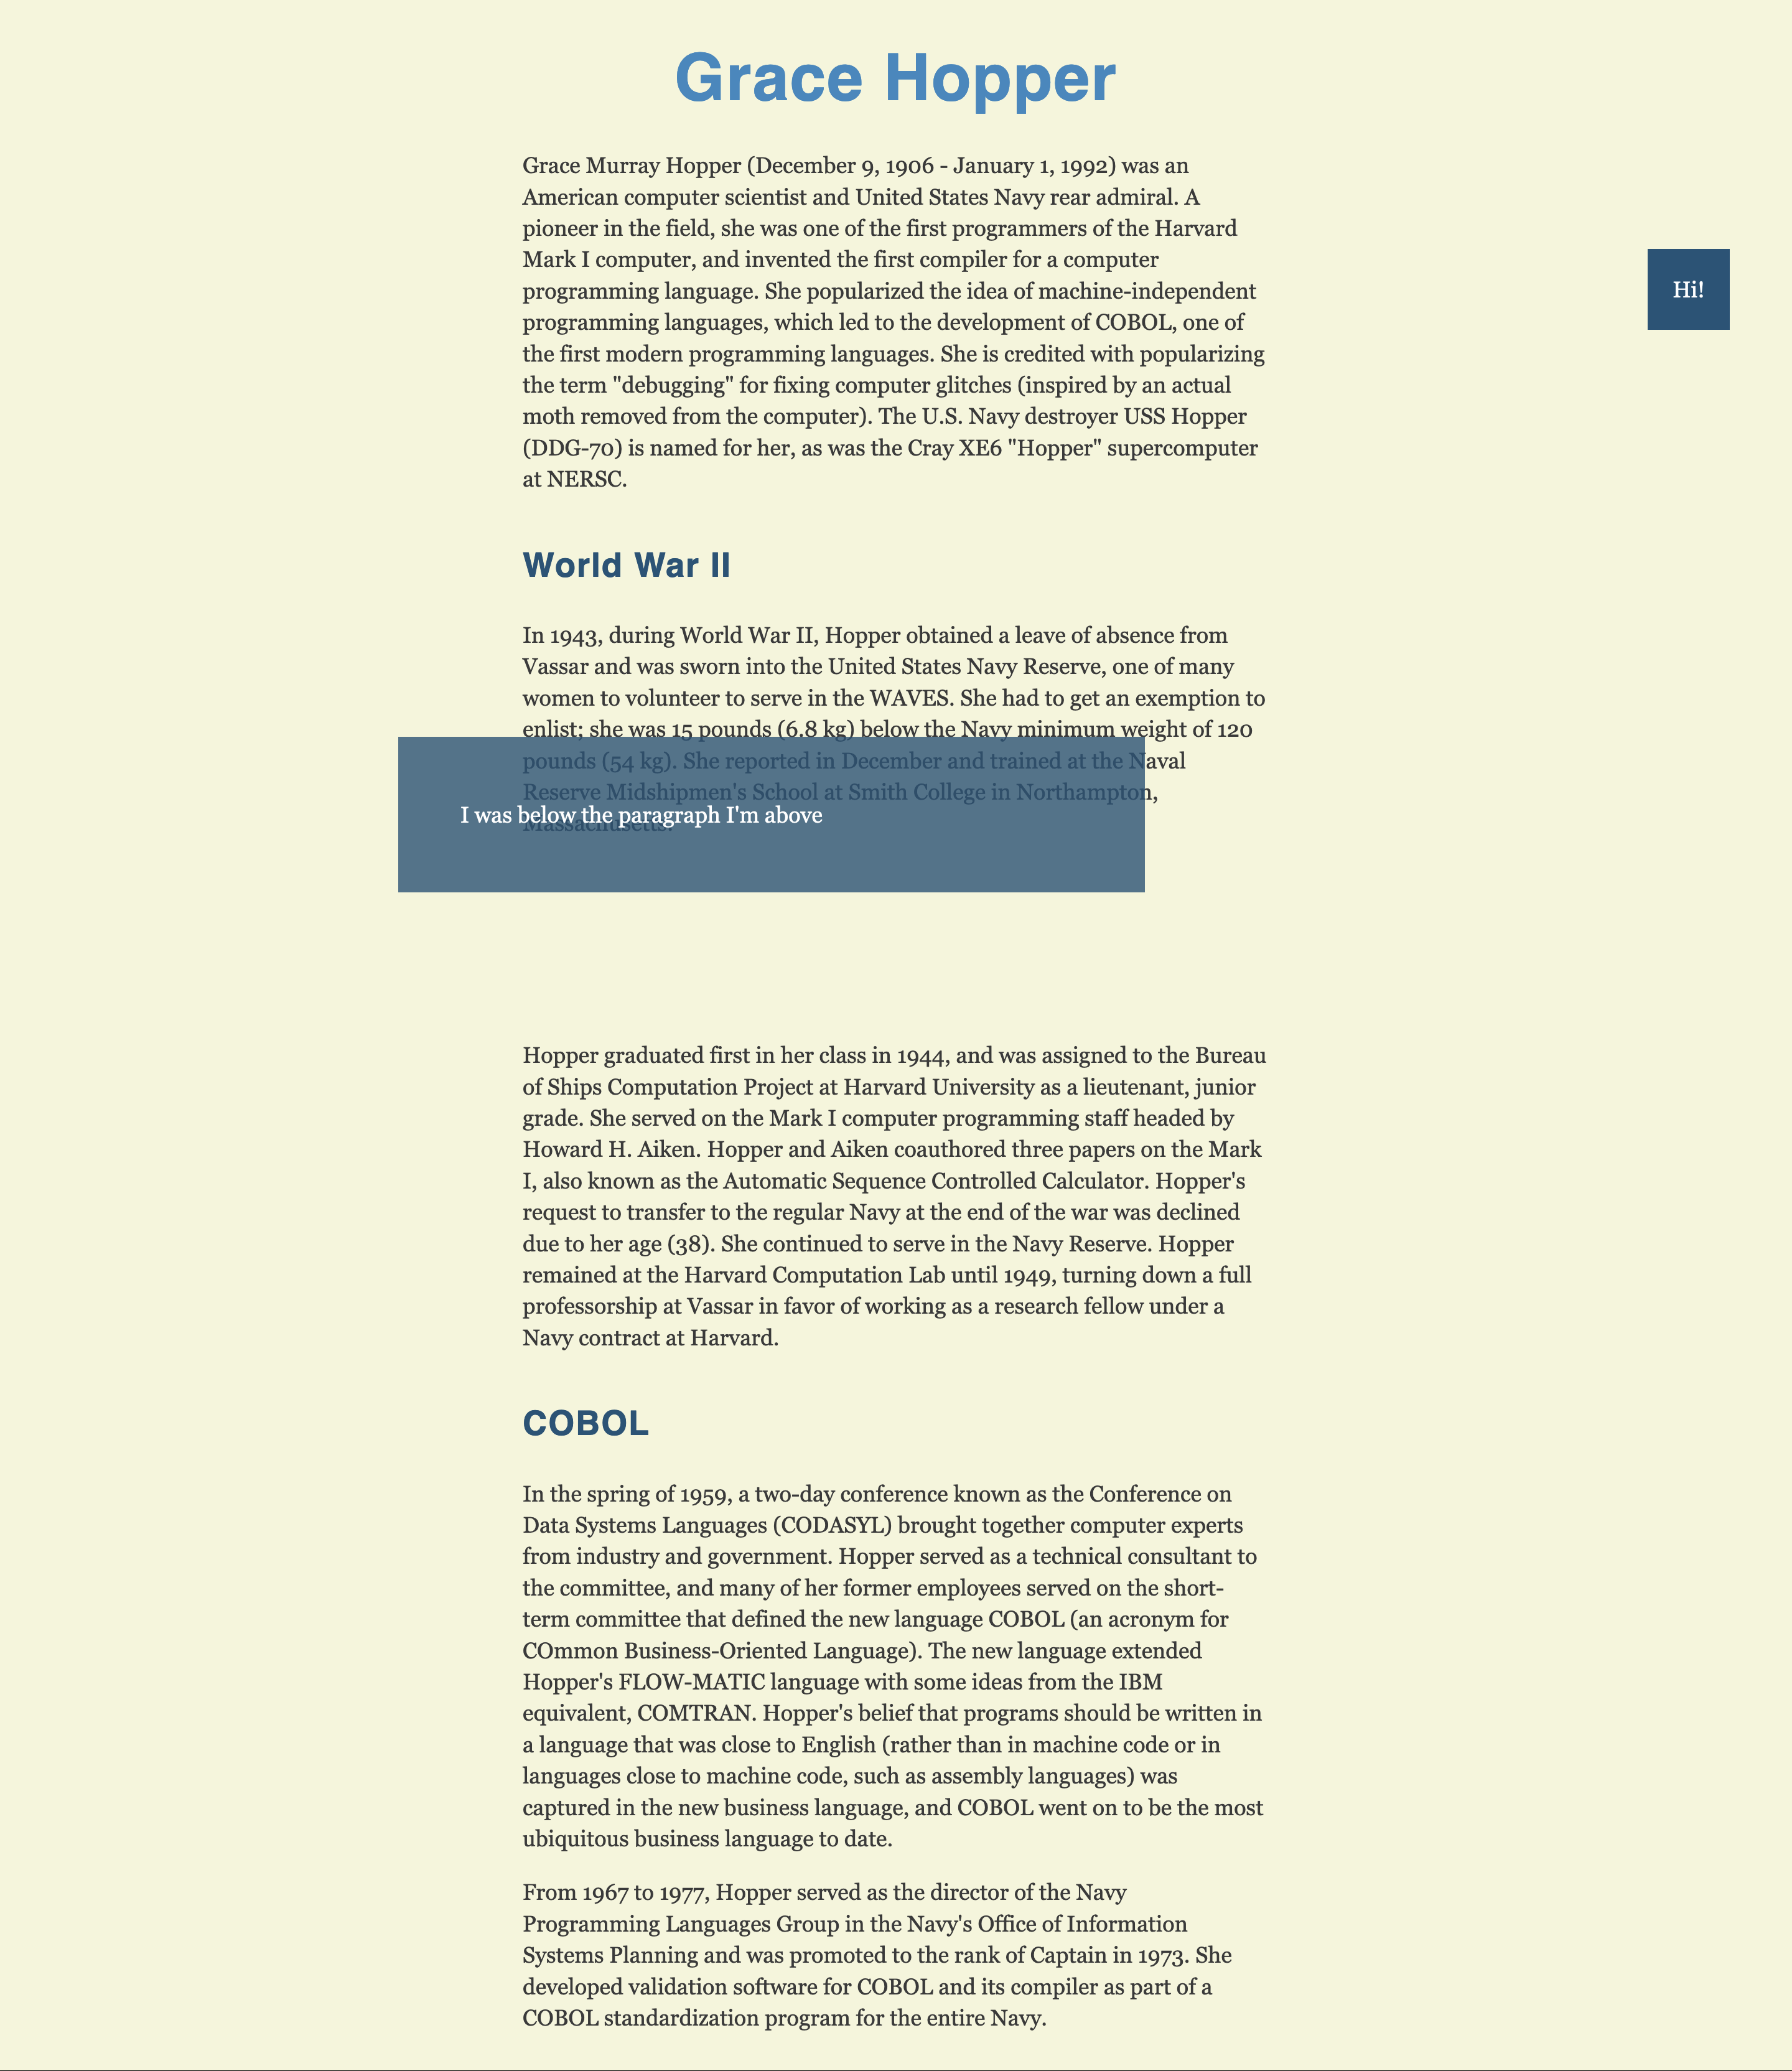 Grace Hopper
Grace Murray Hopper (December 9, 1906 - January 1, 1992) was an
American computer scientist and United States Navy rear admiral. A
pioneer in the field, she was one of the first programmers of the Harvard
Mark I computer, and invented the first compiler for a computer
programming language. She popularized the idea of machine-independent
programming languages, which led to the development of COBOL, one of
the first modern programming languages. She is credited with popularizing
the term "debugging" for fixing computer glitches (inspired by an actual
moth removed from the computer). The U.S. Navy destroyer USS Hopper
(DDG-70) is named for her, as was the Cray XE6 "Hopper" supercomputer
at NERSC.
Hi!
World War II
In 1943, during World War II, Hopper obtained a leave of absence from
Vassar and was sworn into the United States Navy Reserve, one of many
women to volunteer to serve in the WAVES. She had to get an exemption to
enlist; she was 15 pounds (6.8 kg) below the Navy minimum weight of 120
pounds (54 kg). She reported in December and trained at the Naval
Reserve Midshipmen's School at Smith College in Northampton,
Massachusetts.
I was below the paragraph I'm above
Hopper graduated first in her class in 1944, and was assigned to the Bureau
of Ships Computation Project at Harvard University as a lieutenant, junior
grade. She served on the Mark I computer programming staff headed by
Howard H. Aiken. Hopper and Aiken coauthored three papers on the Mark
I, also known as the Automatic Sequence Controlled Calculator. Hopper's
request to transfer to the regular Navy at the end of the war was declined
due to her age (38). She continued to serve in the Navy Reserve. Hopper
remained at the Harvard Computation Lab until 1949, turning down a full
professorship at Vassar in favor of working as a research fellow under a
Navy contract at Harvard.
COBOL
In the spring of 1959, a two-day conference known as the Conference on
Data Systems Languages (CODASYL) brought together computer experts
from industry and government. Hopper served as a technical consultant to
the committee, and many of her former employees served on the short-
term committee that defined the new language COBOL (an acronym for
COmmon Business-Oriented Language). The new language extended
Hopper's FLOW-MATIC language with some ideas from the IBM
equivalent, COMTRAN. Hopper's belief that programs should be written in
a language that was close to English (rather than in machine code or in
languages close to machine code, such as assembly languages) was
captured in the new business language, and COBOL went on to be the most
ubiquitous business language to date.
From 1967 to 1977, Hopper served as the director of the Navy
Programming Languages Group in the Navy's Office of Information
Systems Planning and was promoted to the rank of Captain in 1973. She
developed validation software for COBOL and its compiler as part of a
COBOL standardization program for the entire Navy.